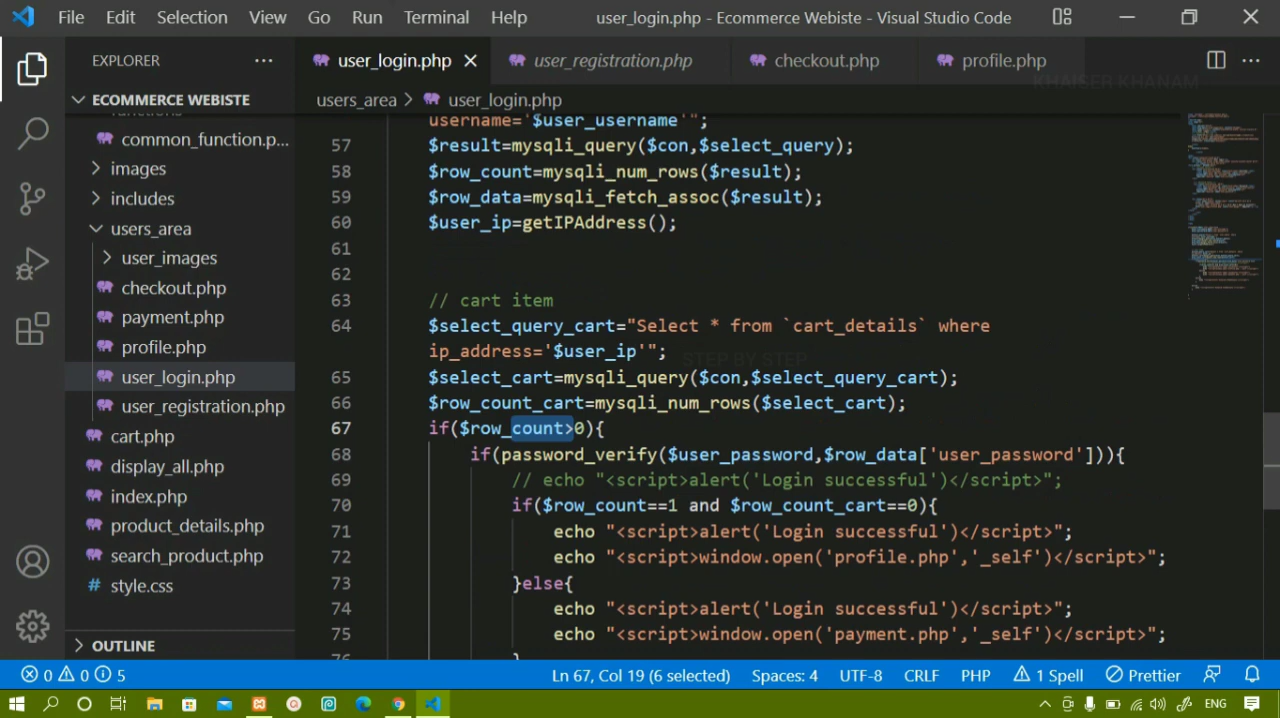 File Edit Selection View Go Run Terminal Help user_login.php - Ecommerce Webiste - Visual Studio Code
EXPLORER ...
user_login.php user_registration.php checkout.php profile.php ...
KHAISER KHANAM
ECOMMERCE WEBISTE
users_area > user_login.php
functions
common_function.p...
images
includes
users_area
user_images
checkout.php
payment.php
profile.php
user_login.php
user_registration.php
cart.php
display_all.php
index.php
product_details.php
search_product.php
# style.css
OUTLINE
username='$user_username'";
57 $result=mysqli_query($con,$select_query);
58 $row_count=mysqli_num_rows($result);
59 $row_data=mysqli_fetch_assoc($result);
60 $user_ip=getIPAddress();
61
62
63 // cart item
64 $select_query_cart="Select * from `cart_details` where
ip_address='$user_ip'";
STEP BY STEP
65 $select_cart=mysqli_query($con,$select_query_cart);
66 $row_count_cart=mysqli_num_rows($select_cart);
67 if($row_count>0){
68 if(password_verify($user_password,$row_data['user_password'])){
69 // echo "<script>alert('Login successful')</script>";
70 if($row_count==1 and $row_count_cart==0){
71 echo "<script>alert('Login successful')</script>";
72 echo "<script>window.open('profile.php','_self')</script>";
73 }else{
74 echo "<script>alert('Login successful')</script>";
75 echo "<script>window.open('payment.php','_self')</script>";
76 }
0 0 5 Ln 67, Col 19 (6 selected) Spaces: 4 UTF-8 CRLF PHP 1 Spell Prettier
ENG